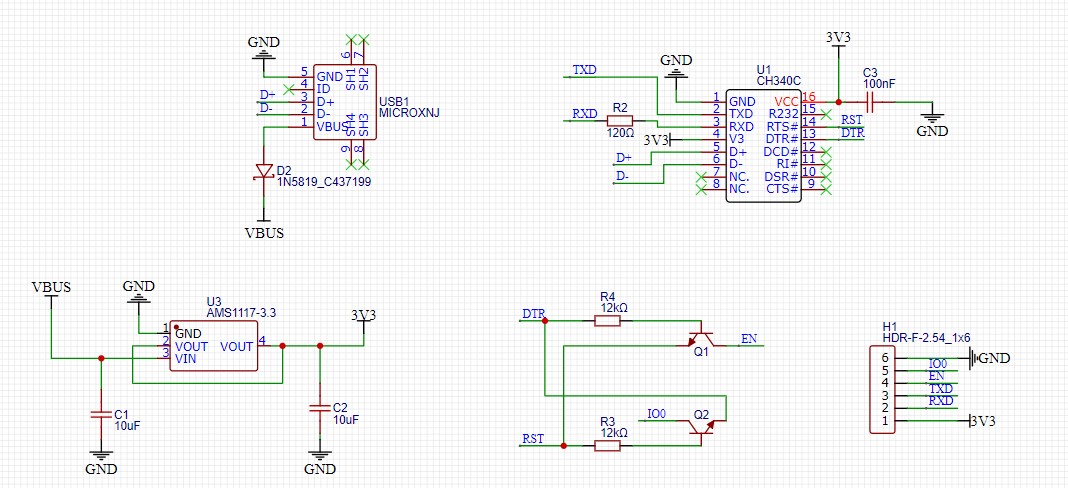 GND
6 7
SH1 SH2
5 GND
4 ID
D+ 3 D+
D- 2 D-
1 VBUS
SH4 SH3
9 8
USB1
MICROXNJ
D2
1N5819_C437199
VBUS
3V3
GND
TXD
U1
CH340C
C3
100nF
GND
RXD
R2
120Ω
3V3
D+
D-
1 GND VCC 16
2 TXD R232 15
3 RXD RTS# 14 RST
4 V3 DTR# 13 DTR
5 D+ DCD# 12
6 D- RI# 11
7 NC. DSR# 10
8 NC. CTS# 9
VBUS
GND
U3
AMS1117-3.3
3V3
1 GND
2 VOUT VOUT 4
3 VIN
C1
10uF
GND
C2
10uF
GND
R4
12kΩ
DTR
EN
Q1
IO0
Q2
R3
12kΩ
RST
H1
HDR-F-2.54_1x6
6 GND
5 IO0
4 EN
3 TXD
2 RXD
1 3V3